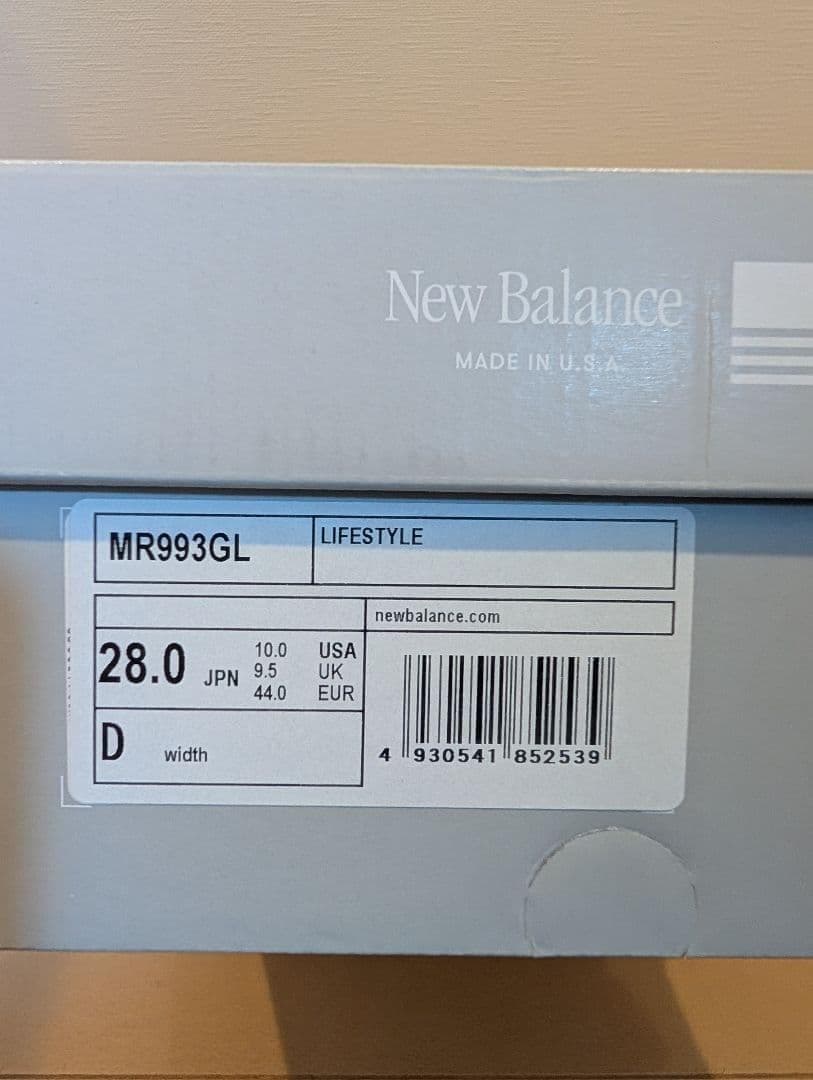 New Balance
MADE IN U.S.A.
MR993GL
LIFESTYLE
newbalance.com
28.0 JPN
10.0 USA
9.5 UK
44.0 EUR
D width
4 930541 852539